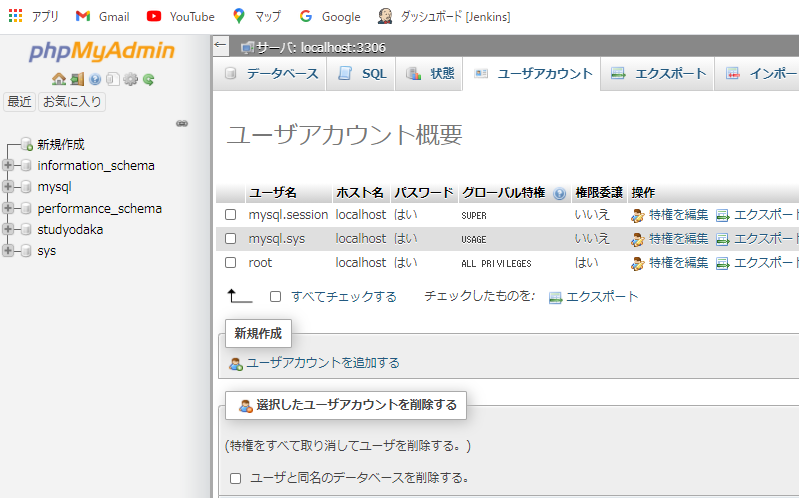 アプリ Gmail YouTube マップ Google ダッシュボード [Jenkins]
phpMyAdmin
最近 お気に入り
新規作成
information_schema
mysql
performance_schema
studyodaka
sys
サーバ: localhost:3306
データベース SQL 状態 ユーザアカウント エクスポート インポー
ユーザアカウント概要
ユーザ名 ホスト名 パスワード グローバル特権 権限委譲 操作
mysql.session localhost はい SUPER いいえ 特権を編集 エクスポート
mysql.sys localhost はい USAGE いいえ 特権を編集 エクスポート
root localhost はい ALL PRIVILEGES はい 特権を編集 エクスポート
すべてチェックする チェックしたものを: エクスポート
新規作成
ユーザアカウントを追加する
選択したユーザアカウントを削除する
(特権をすべて取り消してユーザを削除する。)
ユーザと同名のデータベースを削除する。